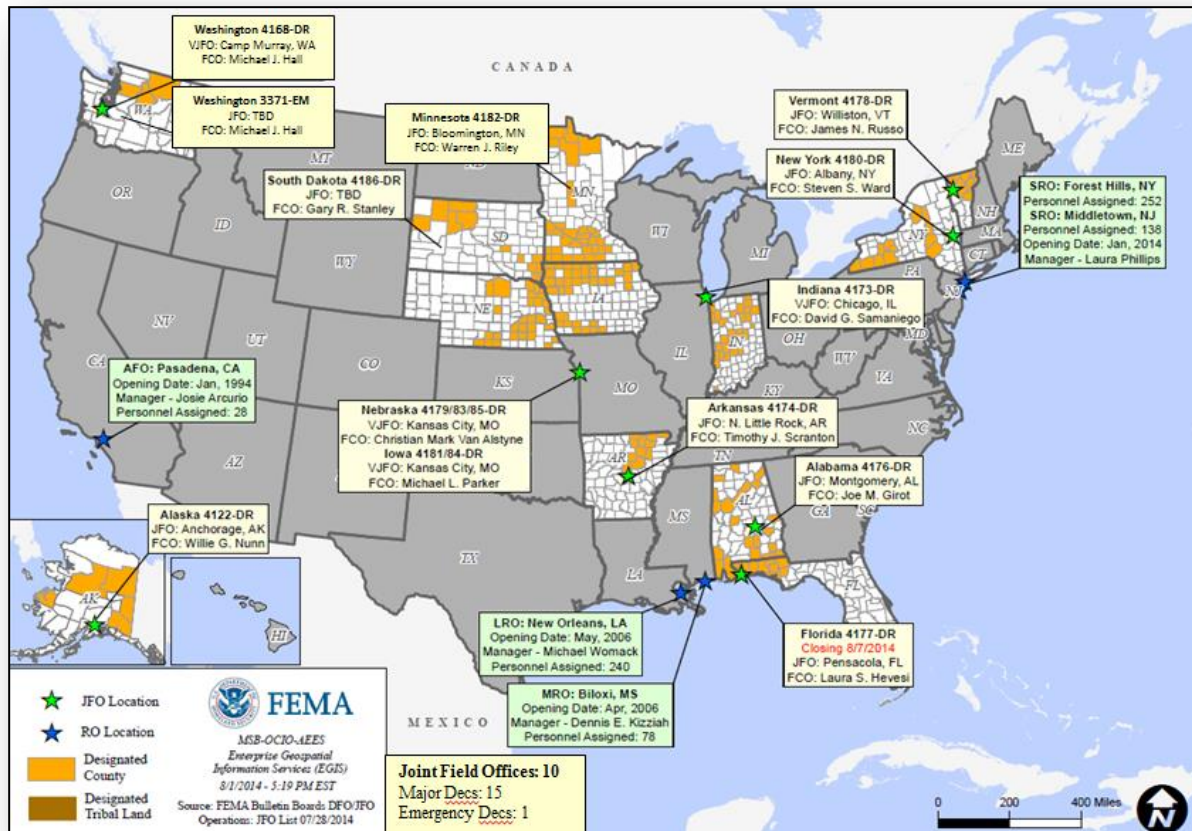 Washington 4168-DR
VJFO: Camp Murray, WA
FCO: Michael J. Hall
Washington 3371-EM
JFO: TBD
FCO: Michael J. Hall
Minnesota 4182-DR
JFO: Bloomington, MN
FCO: Warren J. Riley
South Dakota 4186-DR
JFO: TBD
FCO: Gary R. Stanley
CANADA
Vermont 4178-DR
JFO: Williston, VT
FCO: James N. Russo
New York 4180-DR
JFO: Albany, NY
FCO: Steven S. Ward
SRO: Forest Hills, NY
Personnel Assigned: 252
SRO: Middletown, NJ
Personnel Assigned: 138
Opening Date: Jan, 2014
Manager - Laura Phillips
Indiana 4173-DR
VJFO: Chicago, IL
FCO: David G. Samaniego
AFO: Pasadena, CA
Opening Date: Jan, 1994
Manager - Josie Arcurio
Personnel Assigned: 28
Nebraska 4179/83/85-DR
VJFO: Kansas City, MO
FCO: Christian Mark Van Alstyne
Iowa 4181/84-DR
VJFO: Kansas City, MO
FCO: Michael L. Parker
Arkansas 4174-DR
JFO: N. Little Rock, AR
FCO: Timothy J. Scranton
Alabama 4176-DR
JFO: Montgomery, AL
FCO: Joe M. Girot
Alaska 4122-DR
JFO: Anchorage, AK
FCO: Willie G. Nunn
LRO: New Orleans, LA
Opening Date: May, 2006
Manager - Michael Womack
Personnel Assigned: 240
MRO: Biloxi, MS
Opening Date: Apr, 2006
Manager - Dennis E. Kizziah
Personnel Assigned: 78
Florida 4177-DR
Closing 8/7/2014
JFO: Pensacola, FL
FCO: Laura S. Hevesi
WA
OR
ID
MT
WY
NV
UT
CA
CO
AZ
SD
NE
KS
MN
IA
MO
WI
MI
IL
IN
OH
KY
TN
AR
LA
MS
AL
GA
SC
NC
VA
WV
MD
PA
NJ
NY
CT
MA
NH
ME
FL
TX
AK
HI
MEXICO
JFO Location
RO Location
Designated
County
Designated
Tribal Land
FEMA
MSB-OCIO-AEES
Enterprise Geospatial
Information Services (EGIS)
8/1/2014 - 5:19 PM EST
Source: FEMA Bulletin Boards DFO/JFO
Operations: JFO List 07/28/2014
Joint Field Offices: 10
Major Decs: 15
Emergency Decs: 1
0 200 400 Miles
N